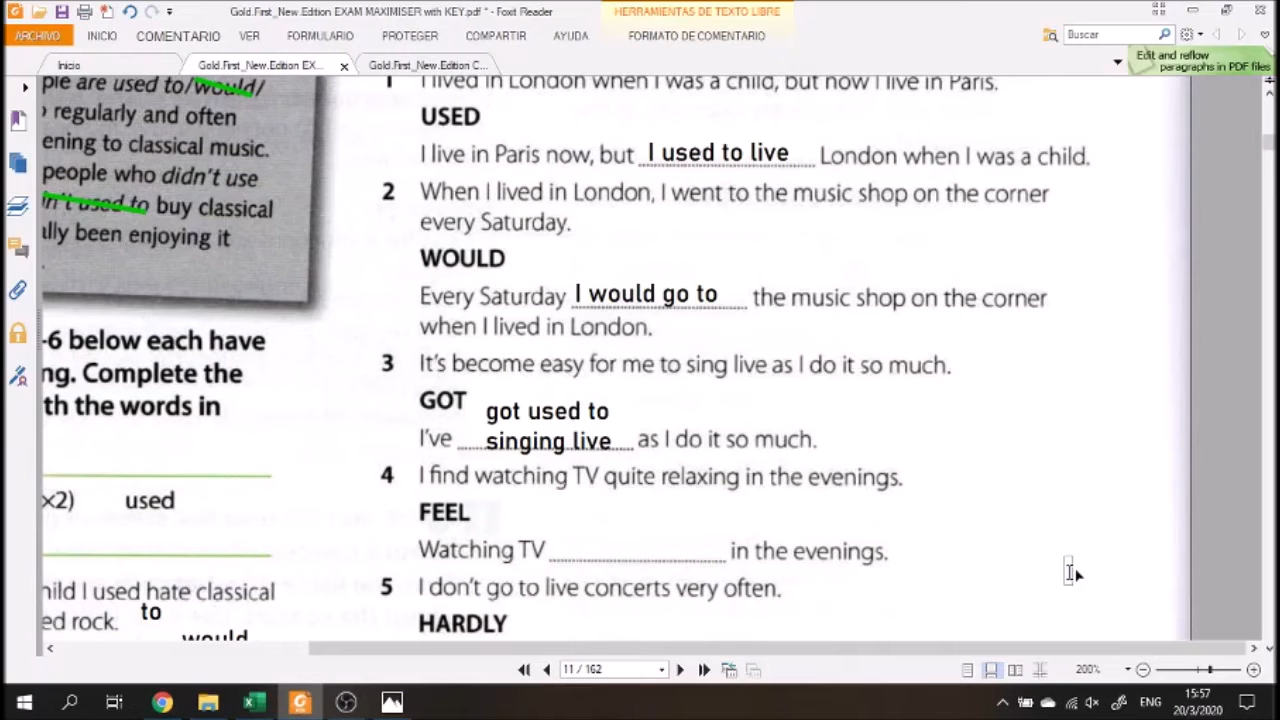 Gold.First_New.Edition EXAM MAXIMISER with KEY.pdf * - Foxit Reader
HERRAMIENTAS DE TEXTO LIBRE
ARCHIVO INICIO COMENTARIO VER FORMULARIO PROTEGER COMPARTIR AYUDA FORMATO DE COMENTARIO
Buscar
Inicio Gold.First_New.Edition EX... Gold.First_New.Edition C...
Edit and reflow
paragraphs in PDF files
ple are used to/would/
regularly and often
ening to classical music.
people who didn't use
n't used to buy classical
ally been enjoying it
-6 below each have
ng. Complete the
th the words in
×2) used
hild I used hate classical
to
ed rock.
would
1 I lived in London when I was a child, but now I live in Paris.
USED
I live in Paris now, but I used to live London when I was a child.
2 When I lived in London, I went to the music shop on the corner
every Saturday.
WOULD
Every Saturday I would go to the music shop on the corner
when I lived in London.
3 It's become easy for me to sing live as I do it so much.
GOT
got used to
I've singing live as I do it so much.
4 I find watching TV quite relaxing in the evenings.
FEEL
Watching TV in the evenings.
5 I don't go to live concerts very often.
HARDLY
11 / 162
200%
ENG
15:57
20/3/2020